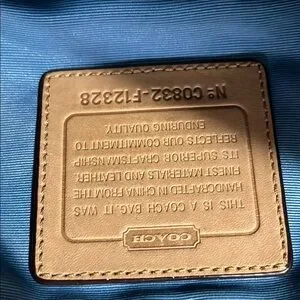 COACH
THIS IS A COACH BAG. IT WAS
HANDCRAFTED IN CHINA FROM THE
FINEST MATERIALS AND LEATHER.
ITS SUPERIOR CRAFTSMANSHIP
REFLECTS OUR COMMITMENT TO
ENDURING QUALITY.
Nº C0832-F12328